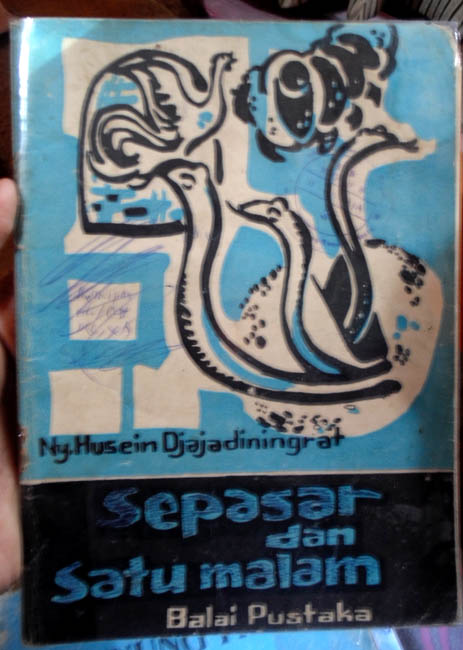 Ny. Husein Djajadiningrat
Sepasar
dan
Satu malam
Balai Pustaka